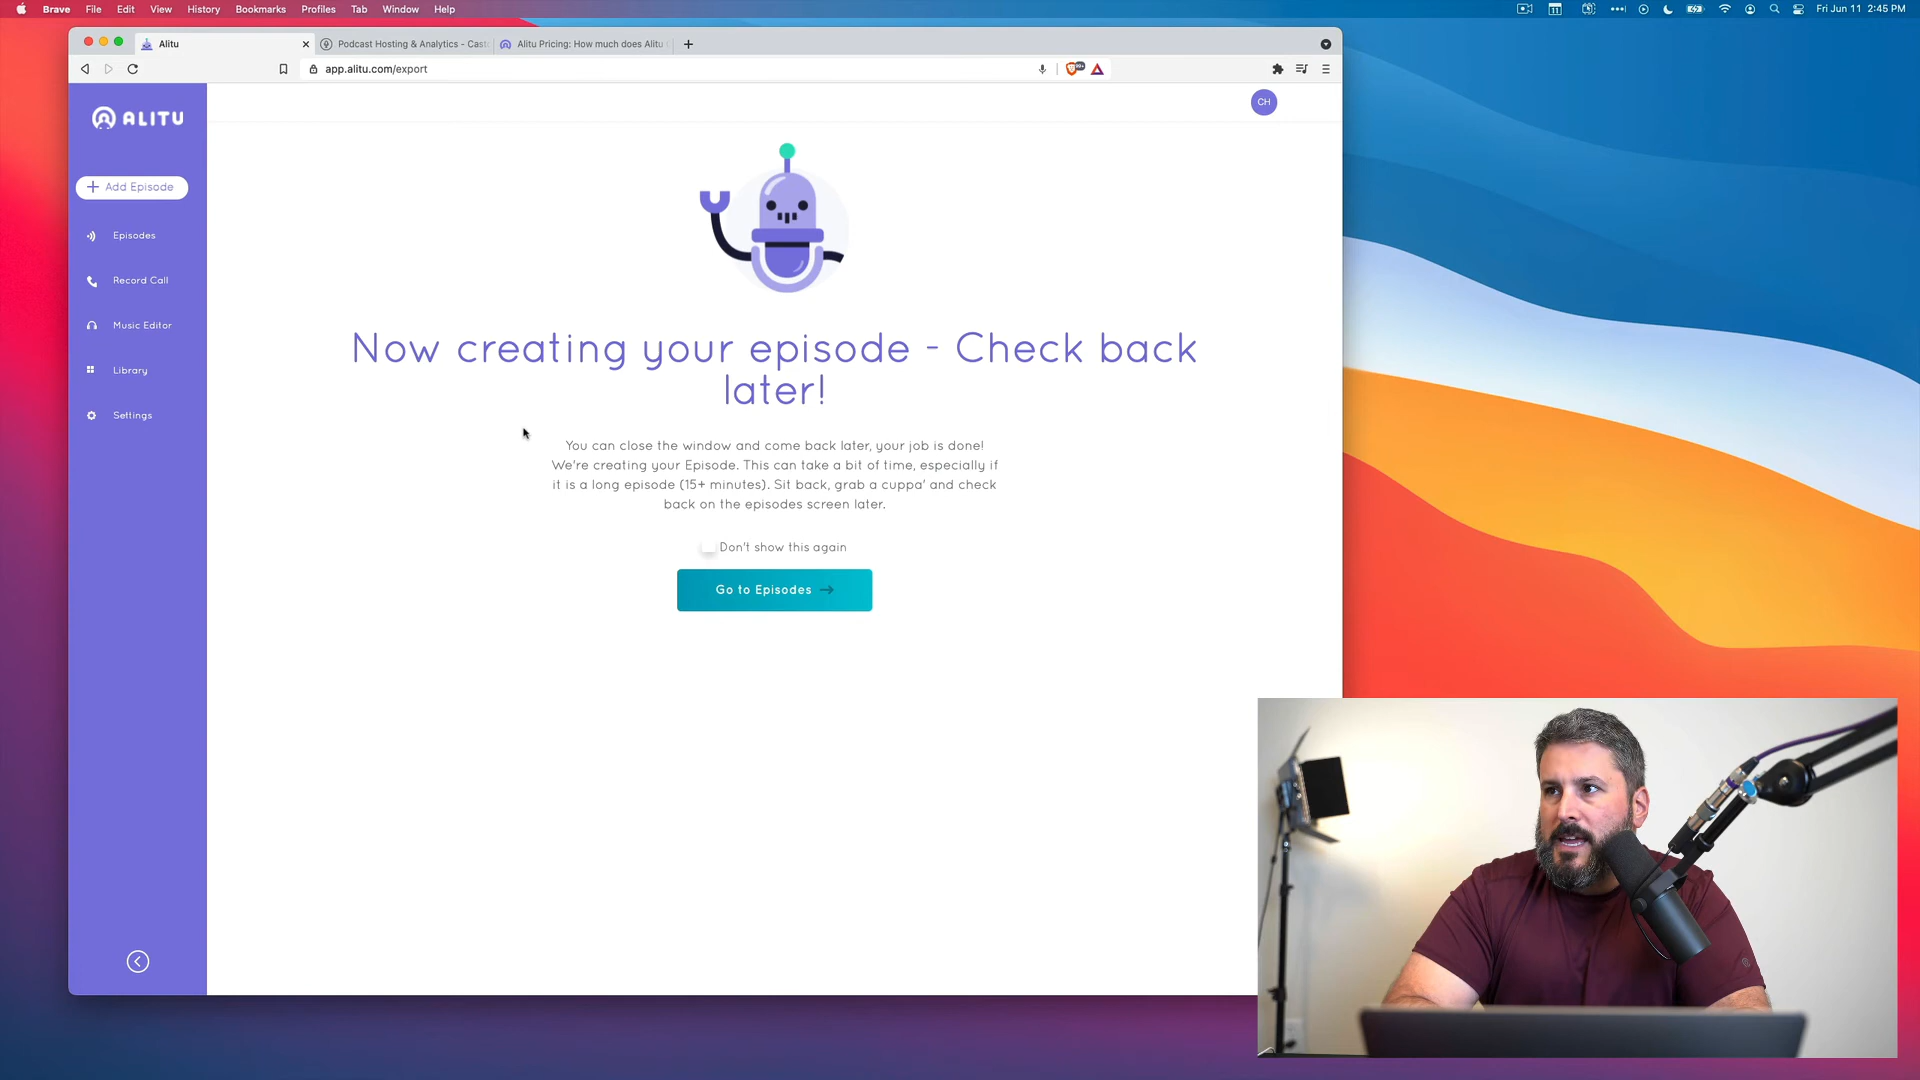 Brave File Edit View History Bookmarks Profiles Tab Window Help
11
Fri Jun 11 2:45 PM
Alitu
Podcast Hosting & Analytics - Cast
Alitu Pricing: How much does Alitu
app.alitu.com/export
99+
ALITU
CH
Add Episode
Episodes
Record Call
Music Editor
Library
Settings
Now creating your episode - Check back
later!
You can close the window and come back later, your job is done!
We're creating your Episode. This can take a bit of time, especially if
it is a long episode (15+ minutes). Sit back, grab a cuppa' and check
back on the episodes screen later.
Don't show this again
Go to Episodes →